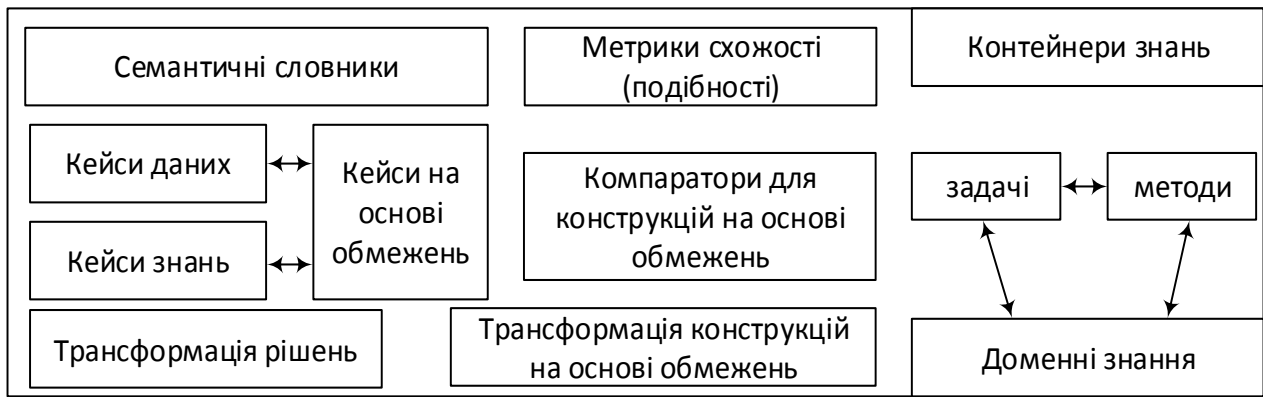 Семантичні словники
Метрики схожості
(подібності)
Контейнери знань
Кейси даних
Кейси на
основі
обмежень
Кейси знань
Компаратори для
конструкцій на основі
обмежень
задачі
методи
Трансформація рішень
Трансформація конструкцій
на основі обмежень
Доменні знання